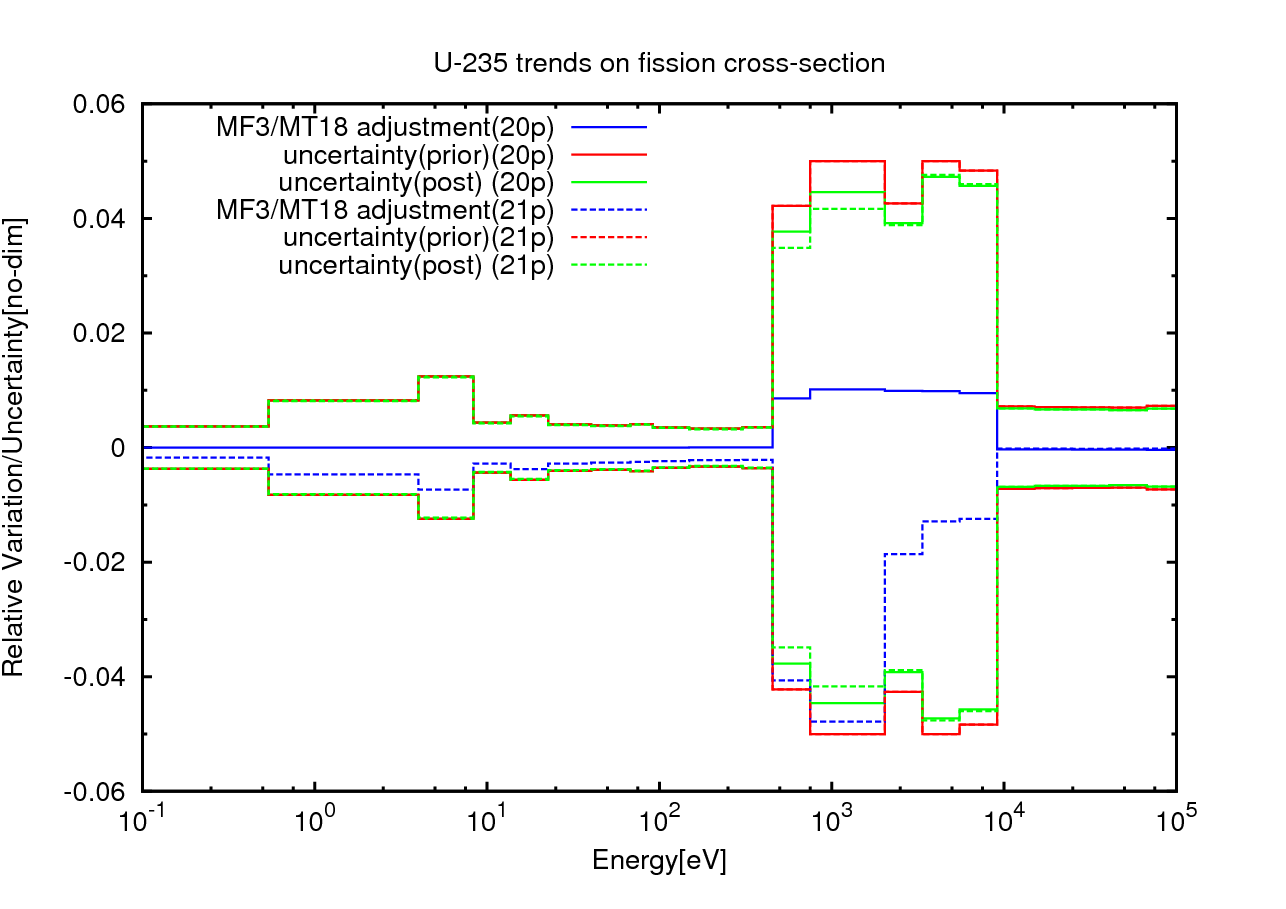 U-235 trends on fission cross-section
MF3/MT18 adjustment(20p)
uncertainty(prior)(20p)
uncertainty(post) (20p)
MF3/MT18 adjustment(21p)
uncertainty(prior)(21p)
uncertainty(post) (21p)
Relative Variation/Uncertainty[no-dim]
0.06
0.04
0.02
0
-0.02
-0.04
-0.06
10^-1 10^0 10^1 10^2 10^3 10^4 10^5
Energy[eV]